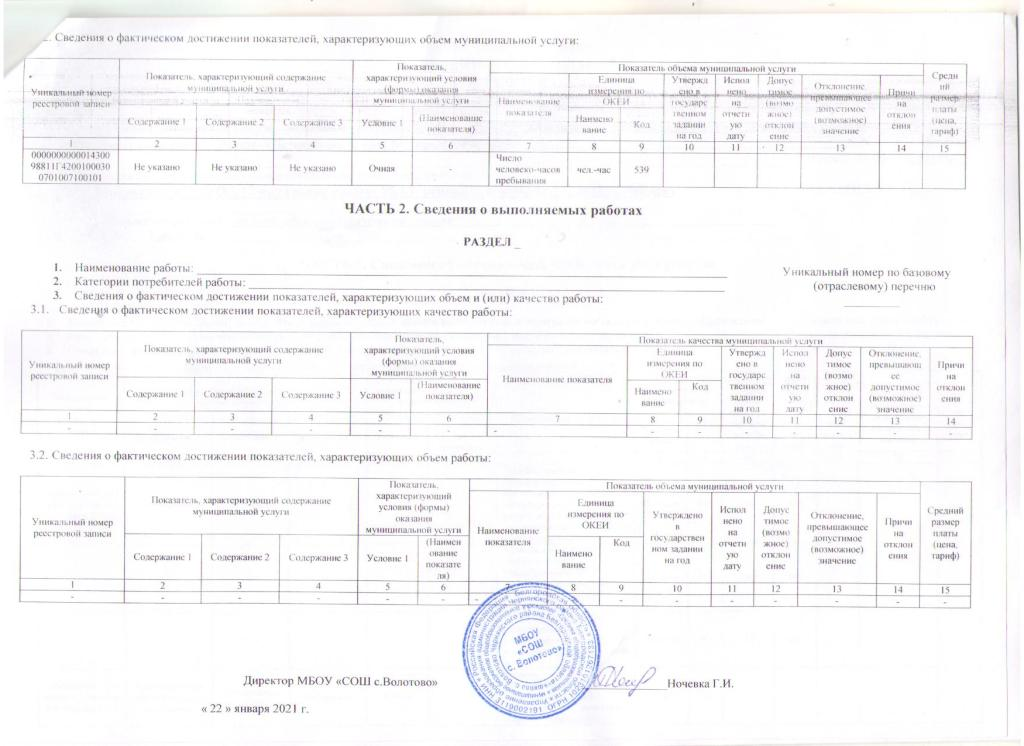 2. Сведения о фактическом достижении показателей, характеризующих объем муниципальной услуги:
Уникальный номер реестровой записи
Показатель, характеризующий содержание муниципальной услуги
Показатель, характеризующий условия (формы) оказания муниципальной услуги
Показатель объема муниципальной услуги
Средний размер платы (цена, тариф)
Наименование показателя
Единица измерения по ОКЕИ
Утверждено в государственном задании на год
Исполнено на отчетную дату
Допустимое (возможное) отклонение
Отклонение, превышающее допустимое (возможное) значение
Причина отклонения
Содержание 1
Содержание 2
Содержание 3
Условие 1
(Наименование показателя)
Наименование
Код
1 2 3 4 5 6 7 8 9 10 11 12 13 14 15
0000000000014300
98811Г4200100030
0701007100101
Не указано
Не указано
Не указано
Очная
-
Число человеко-часов пребывания
чел.-час
539
ЧАСТЬ 2. Сведения о выполняемых работах
РАЗДЕЛ _
1. Наименование работы:
2. Категории потребителей работы:
Уникальный номер по базовому (отраслевому) перечню
3. Сведения о фактическом достижении показателей, характеризующих объем и (или) качество работы:
3.1. Сведения о фактическом достижении показателей, характеризующих качество работы:
Уникальный номер реестровой записи
Показатель, характеризующий содержание муниципальной услуги
Показатель, характеризующий условия (формы) оказания муниципальной услуги
Показатель качества муниципальной услуги
Наименование показателя
Единица измерения по ОКЕИ
Утверждено в государственном задании на год
Исполнено на отчетную дату
Допустимое (возможное) отклонение
Отклонение, превышающее допустимое (возможное) значение
Причина отклонения
Содержание 1
Содержание 2
Содержание 3
Условие 1
(Наименование показателя)
Наименование
Код
1 2 3 4 5 6 7 8 9 10 11 12 13 14
- - - - - - - - - - - - - -
3.2. Сведения о фактическом достижении показателей, характеризующих объем работы:
Уникальный номер реестровой записи
Показатель, характеризующий содержание муниципальной услуги
Показатель, характеризующий условия (формы) оказания муниципальной услуги
Показатель объема муниципальной услуги
Средний размер платы (цена, тариф)
Наименование показателя
Единица измерения по ОКЕИ
Утверждено в государственном задании на год
Исполнено на отчетную дату
Допустимое (возможное) отклонение
Отклонение, превышающее допустимое (возможное) значение
Причина отклонения
Содержание 1
Содержание 2
Содержание 3
Условие 1
(Наименование показателя)
Наименование
Код
1 2 3 4 5 6 7 8 9 10 11 12 13 14 15
- - - - - - - - - - - - - - -
МБОУ
«СОШ
с. Волотово»
Директор МБОУ «СОШ с.Волотово»
Ночевка Г.И.
« 22 » января 2021 г.